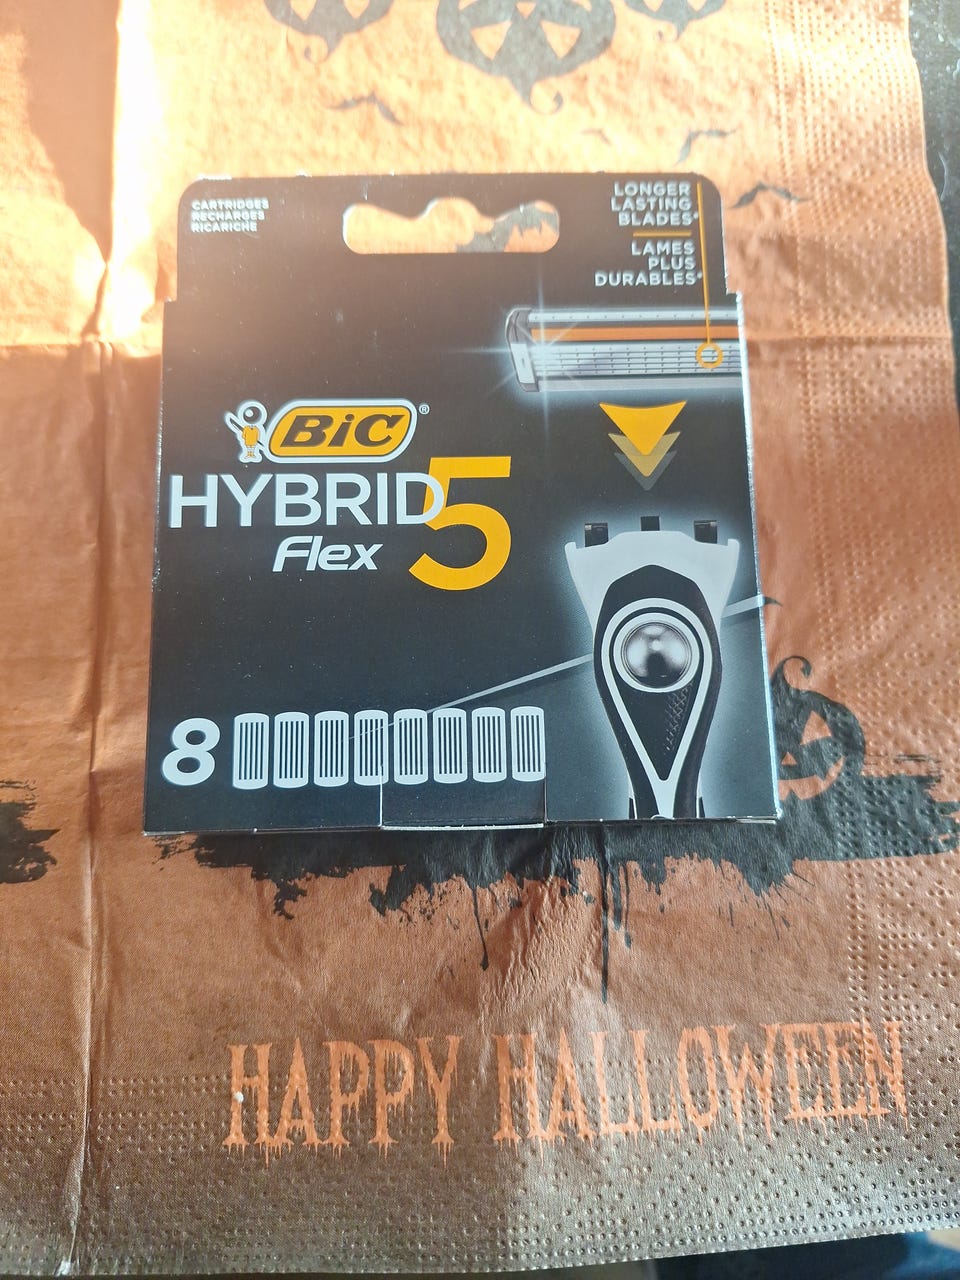 CARTRIDGES
RECHARGES
RICARICHE
LONGER
LASTING
BLADES*
LAMES
PLUS
DURABLES*
BiC®
HYBRID 5
Flex
8
HAPPY HALLOWEEN